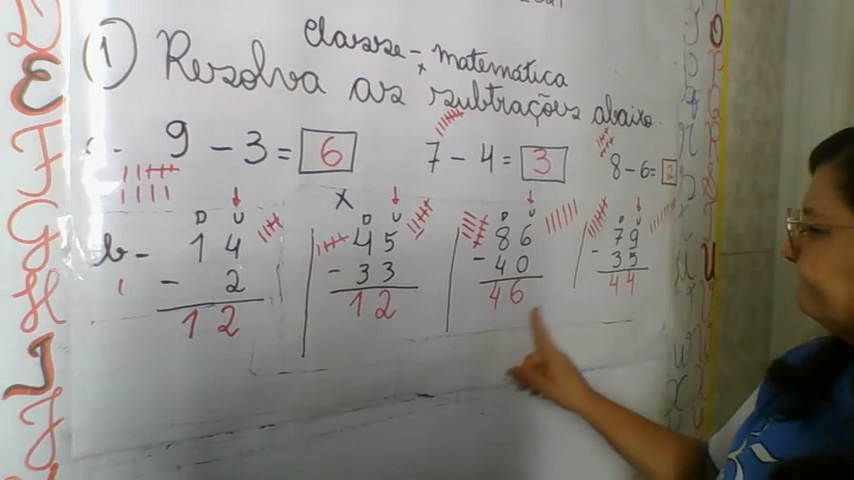 classe - matemática
(1) Resolva as subtrações abaixo.
9 - 3 = 6 7 - 4 = 3 8 - 6 = 2
D U D U D U D U
b- 14 45 86 79
- 2 - 33 - 40 - 35
12 12 46 44